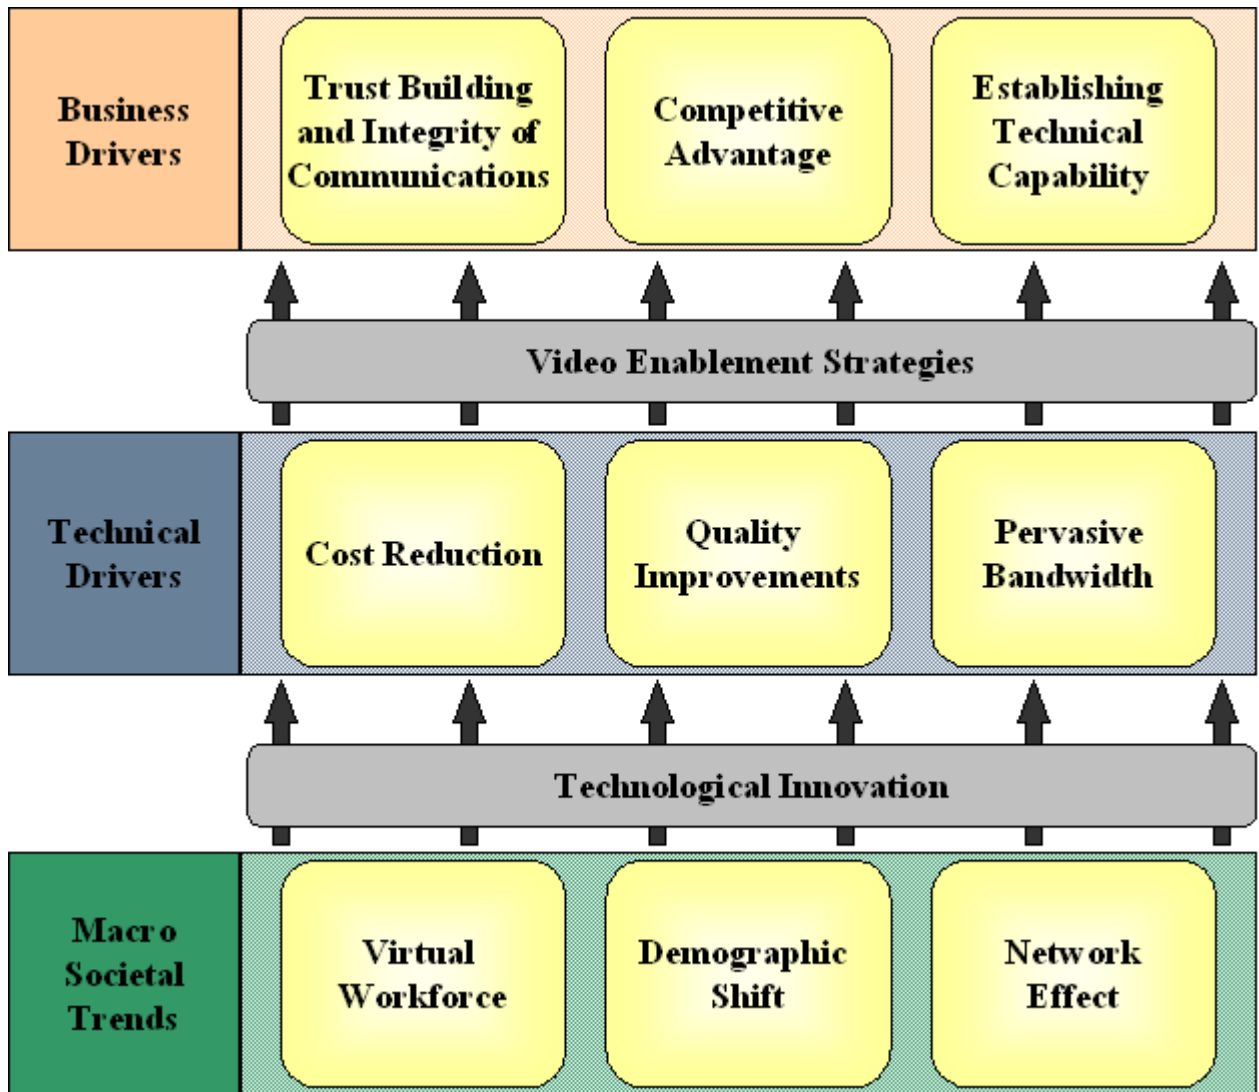 Business
Drivers
Trust Building
and Integrity of
Communications
Competitive
Advantage
Establishing
Technical
Capability
Video Enablement Strategies
Technical
Drivers
Cost Reduction
Quality
Improvements
Pervasive
Bandwidth
Technological Innovation
Macro
Societal
Trends
Virtual
Workforce
Demographic
Shift
Network
Effect